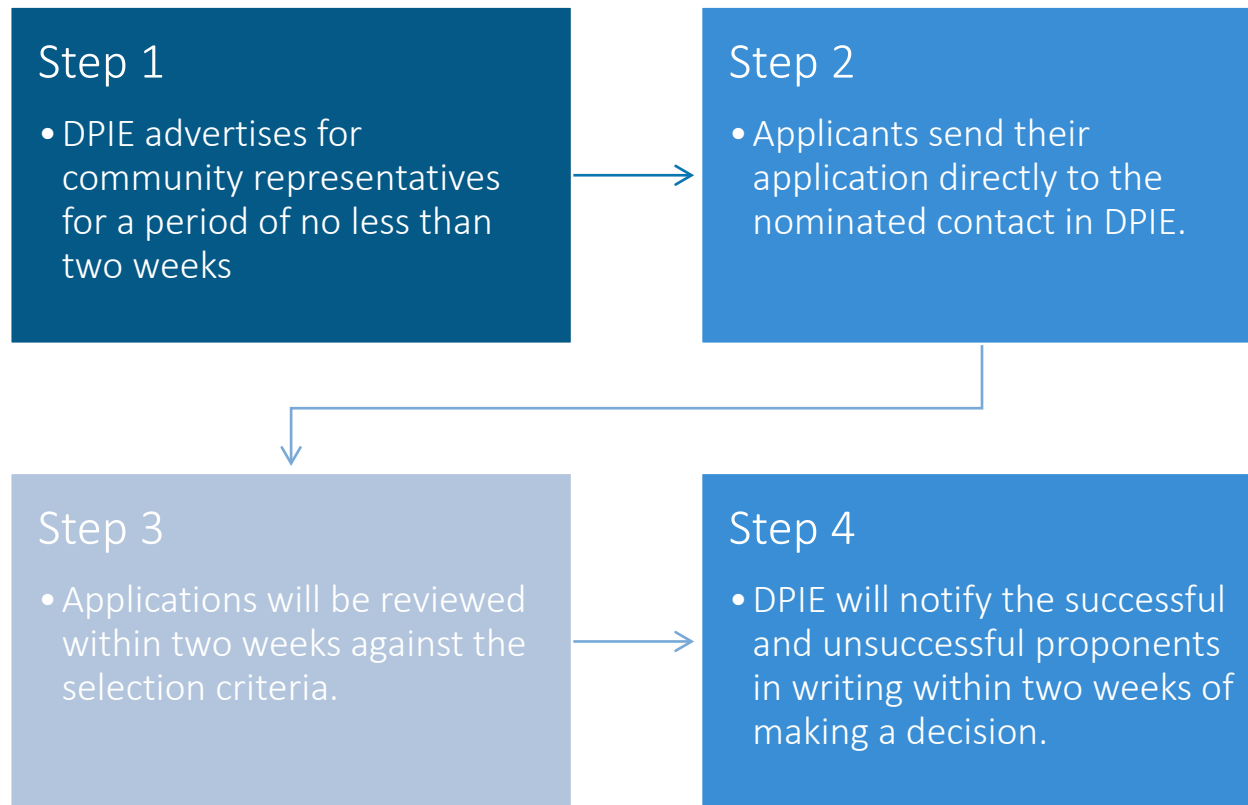 Step 1
• DPIE advertises for
community representatives
for a period of no less than
two weeks
Step 2
• Applicants send their
application directly to the
nominated contact in DPIE.
Step 3
• Applications will be reviewed
within two weeks against the
selection criteria.
Step 4
• DPIE will notify the successful
and unsuccessful proponents
in writing within two weeks of
making a decision.